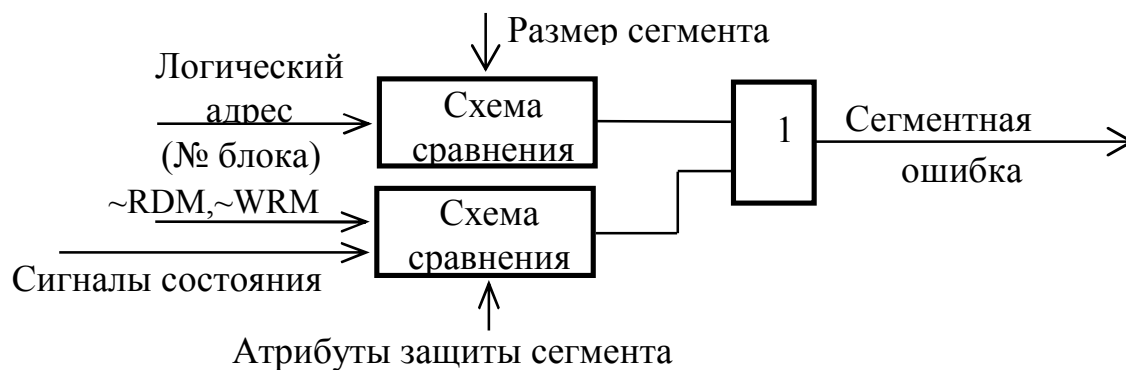 Размер сегмента
Логический
адрес
(№ блока)
Схема
сравнения
1
Сегментная
ошибка
~RDM,~WRM
Схема
сравнения
Сигналы состояния
Атрибуты защиты сегмента